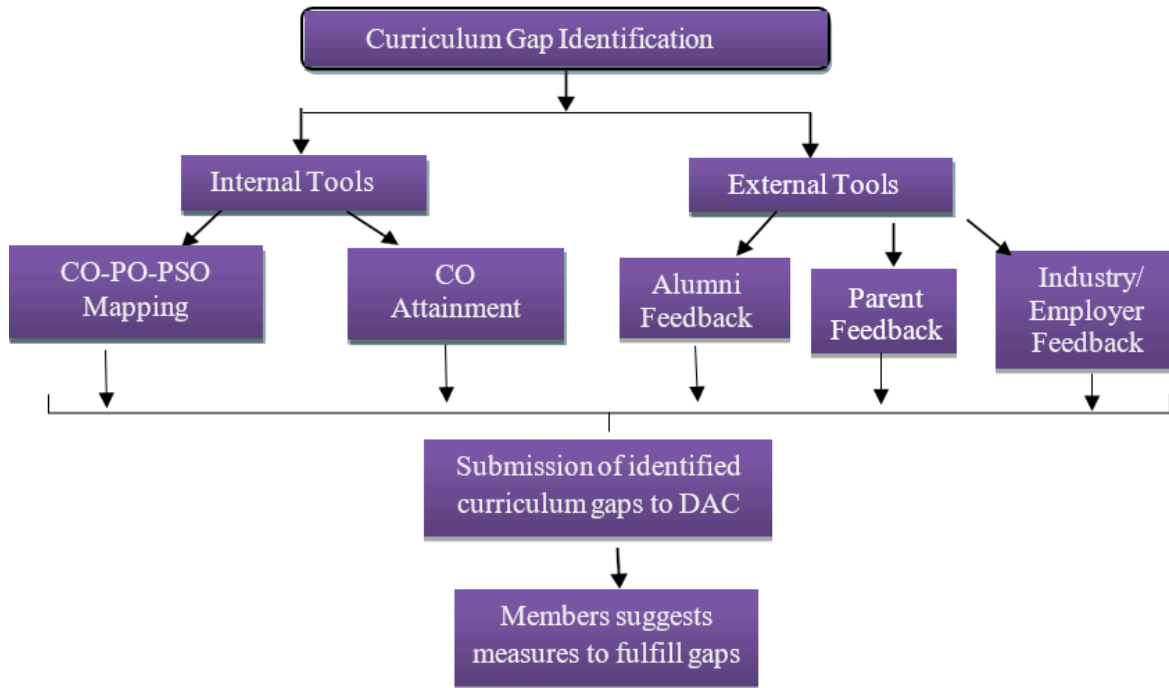 Curriculum Gap Identification
Internal Tools
External Tools
CO-PO-PSO
Mapping
CO
Attainment
Alumni
Feedback
Parent
Feedback
Industry/
Employer
Feedback
Submission of identified
curriculum gaps to DAC
Members suggests
measures to fulfill gaps